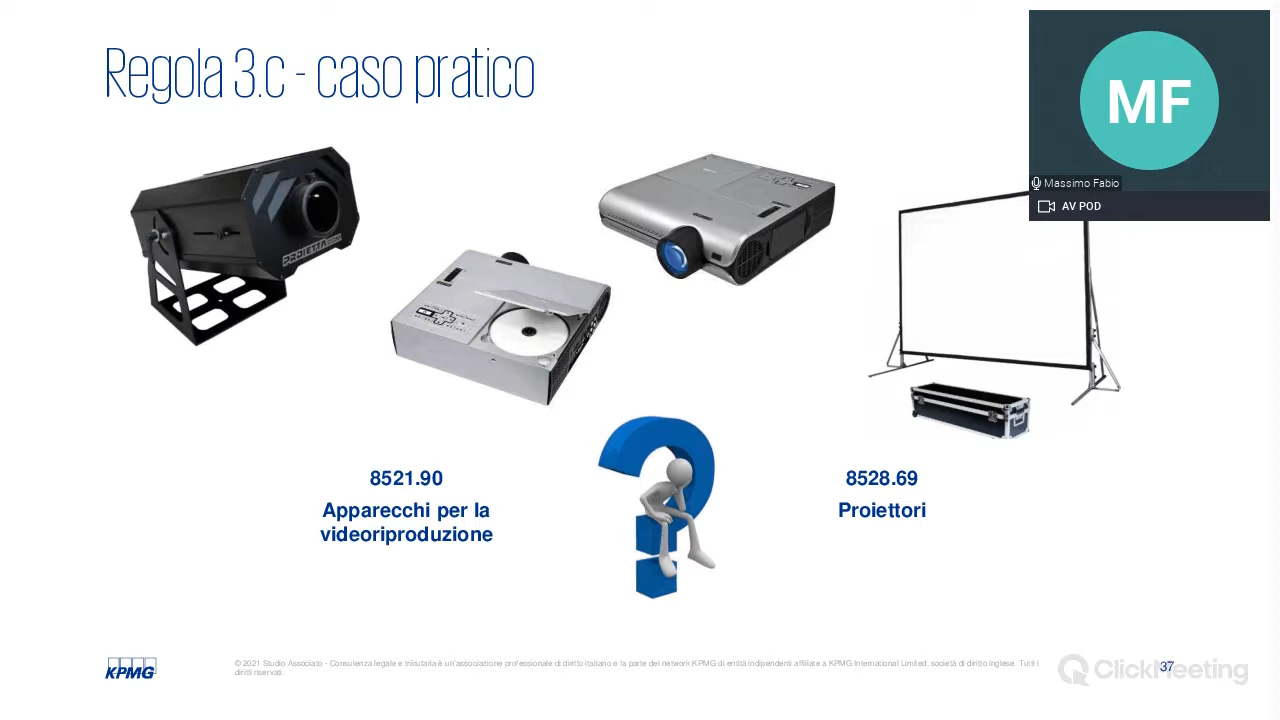 Regola 3.c - caso pratico
MF
Massimo Fabio
AV POD
PROIETTA
8521.90
Apparecchi per la
videoriproduzione
8528.69
Proiettori
KPMG
© 2021 Studio Associato - Consulenza legale e tributaria è un'associazione professionale di diritto italiano e fa parte del network KPMG di entità indipendenti affiliate a KPMG International Limited, società di diritto inglese. Tutti i
diritti riservati.
37
ClickMeeting